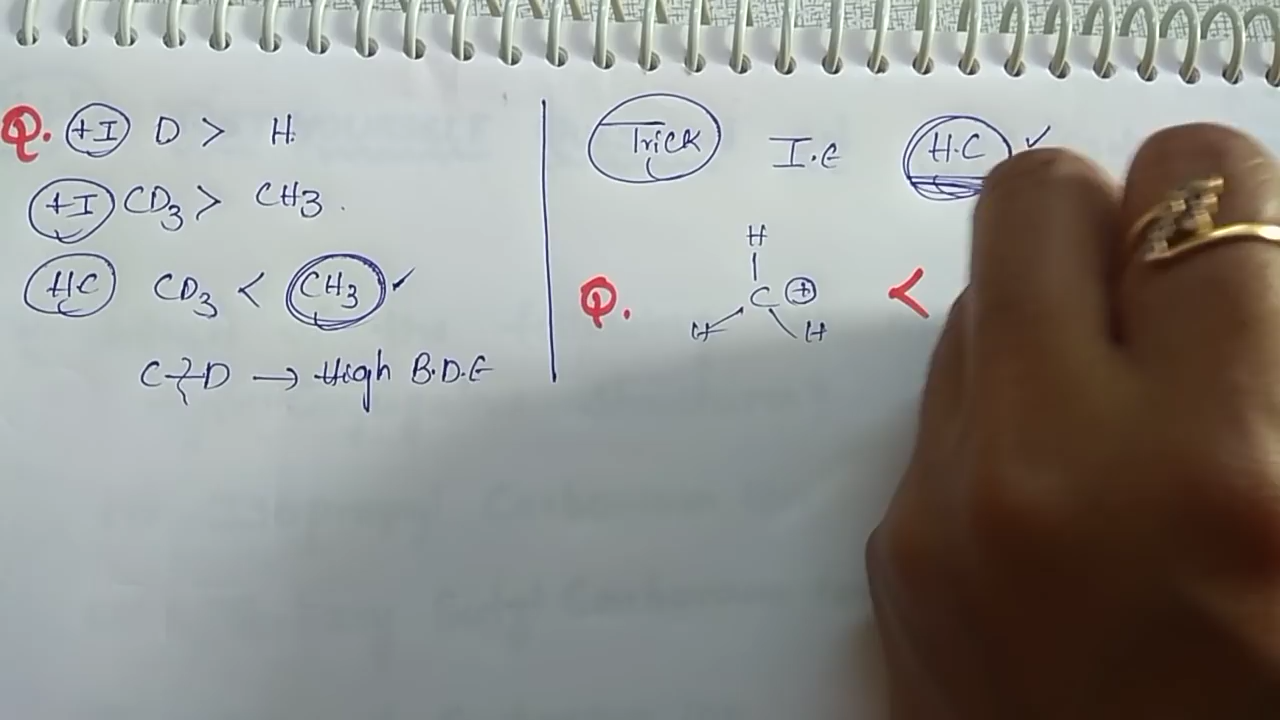 Q. +I D > H
+I CD3 > CH3
HC CD3 < CH3 ✓
C-D → High B.D.E
Trick I.E H.C ✓
H
Q. C + <
H H